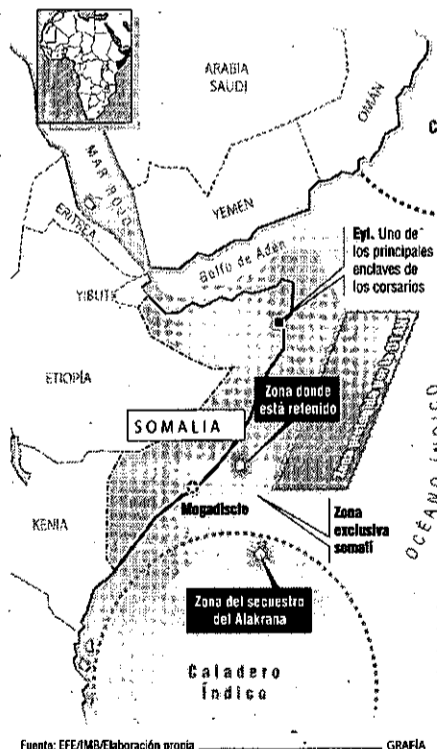 ARABIA
SAUDI
OMÁN
C
MAR ROJO
YEMEN
ERITREA
Golfo de Adén
Eyl. Uno de
los principales
enclaves de
los corsarios
YIBUTI
ETIOPÍA
Zona donde
está retenido
SOMALIA
OCÉANO ÍNDICO
Mogadiscio
KENIA
Zona
exclusiva
somalí
Zona del secuestro
del Alakrana
Caladero
Índico
Fuente: EFE/IMB/Elaboración propia
GRAFÍA